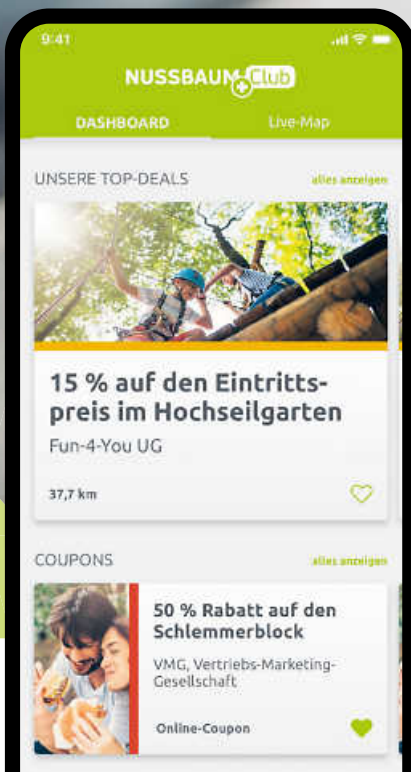 9:41
NUSSBAUM Club
DASHBOARD Live-Map
UNSERE TOP-DEALS alles anzeigen
15 % auf den Eintritts-
preis im Hochseilgarten
Fun-4-You UG
37,7 km
COUPONS alles anzeigen
50 % Rabatt auf den
Schlemmerblock
VMG, Vertriebs-Marketing-
Gesellschaft
Online-Coupon